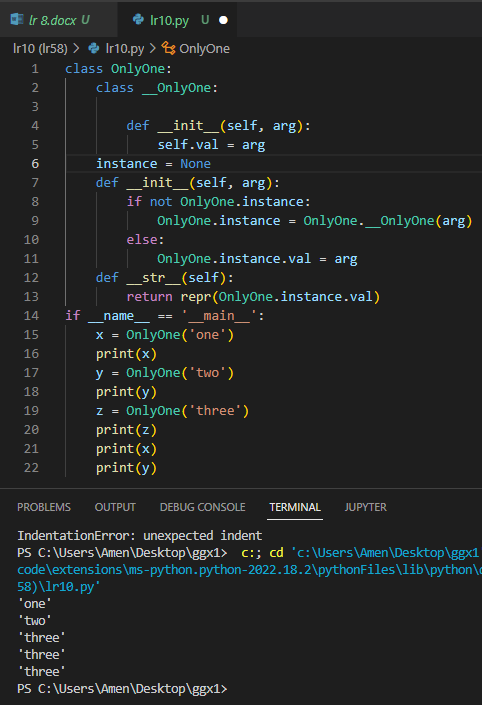 lr 8.docx U lr10.py U
lr10 (lr58) > lr10.py > OnlyOne
1 class OnlyOne:
2 class __OnlyOne:
3
4 def __init__(self, arg):
5 self.val = arg
6 instance = None
7 def __init__(self, arg):
8 if not OnlyOne.instance:
9 OnlyOne.instance = OnlyOne.__OnlyOne(arg)
10 else:
11 OnlyOne.instance.val = arg
12 def __str__(self):
13 return repr(OnlyOne.instance.val)
14 if __name__ == '__main__':
15 x = OnlyOne('one')
16 print(x)
17 y = OnlyOne('two')
18 print(y)
19 z = OnlyOne('three')
20 print(z)
21 print(x)
22 print(y)
PROBLEMS OUTPUT DEBUG CONSOLE TERMINAL JUPYTER
IndentationError: unexpected indent
PS C:\Users\Amen\Desktop\ggx1> c:; cd 'c:\Users\Amen\Desktop\ggx1
code\extensions\ms-python.python-2022.18.2\pythonFiles\lib\python\
58)\lr10.py'
'one'
'two'
'three'
'three'
'three'
PS C:\Users\Amen\Desktop\ggx1>